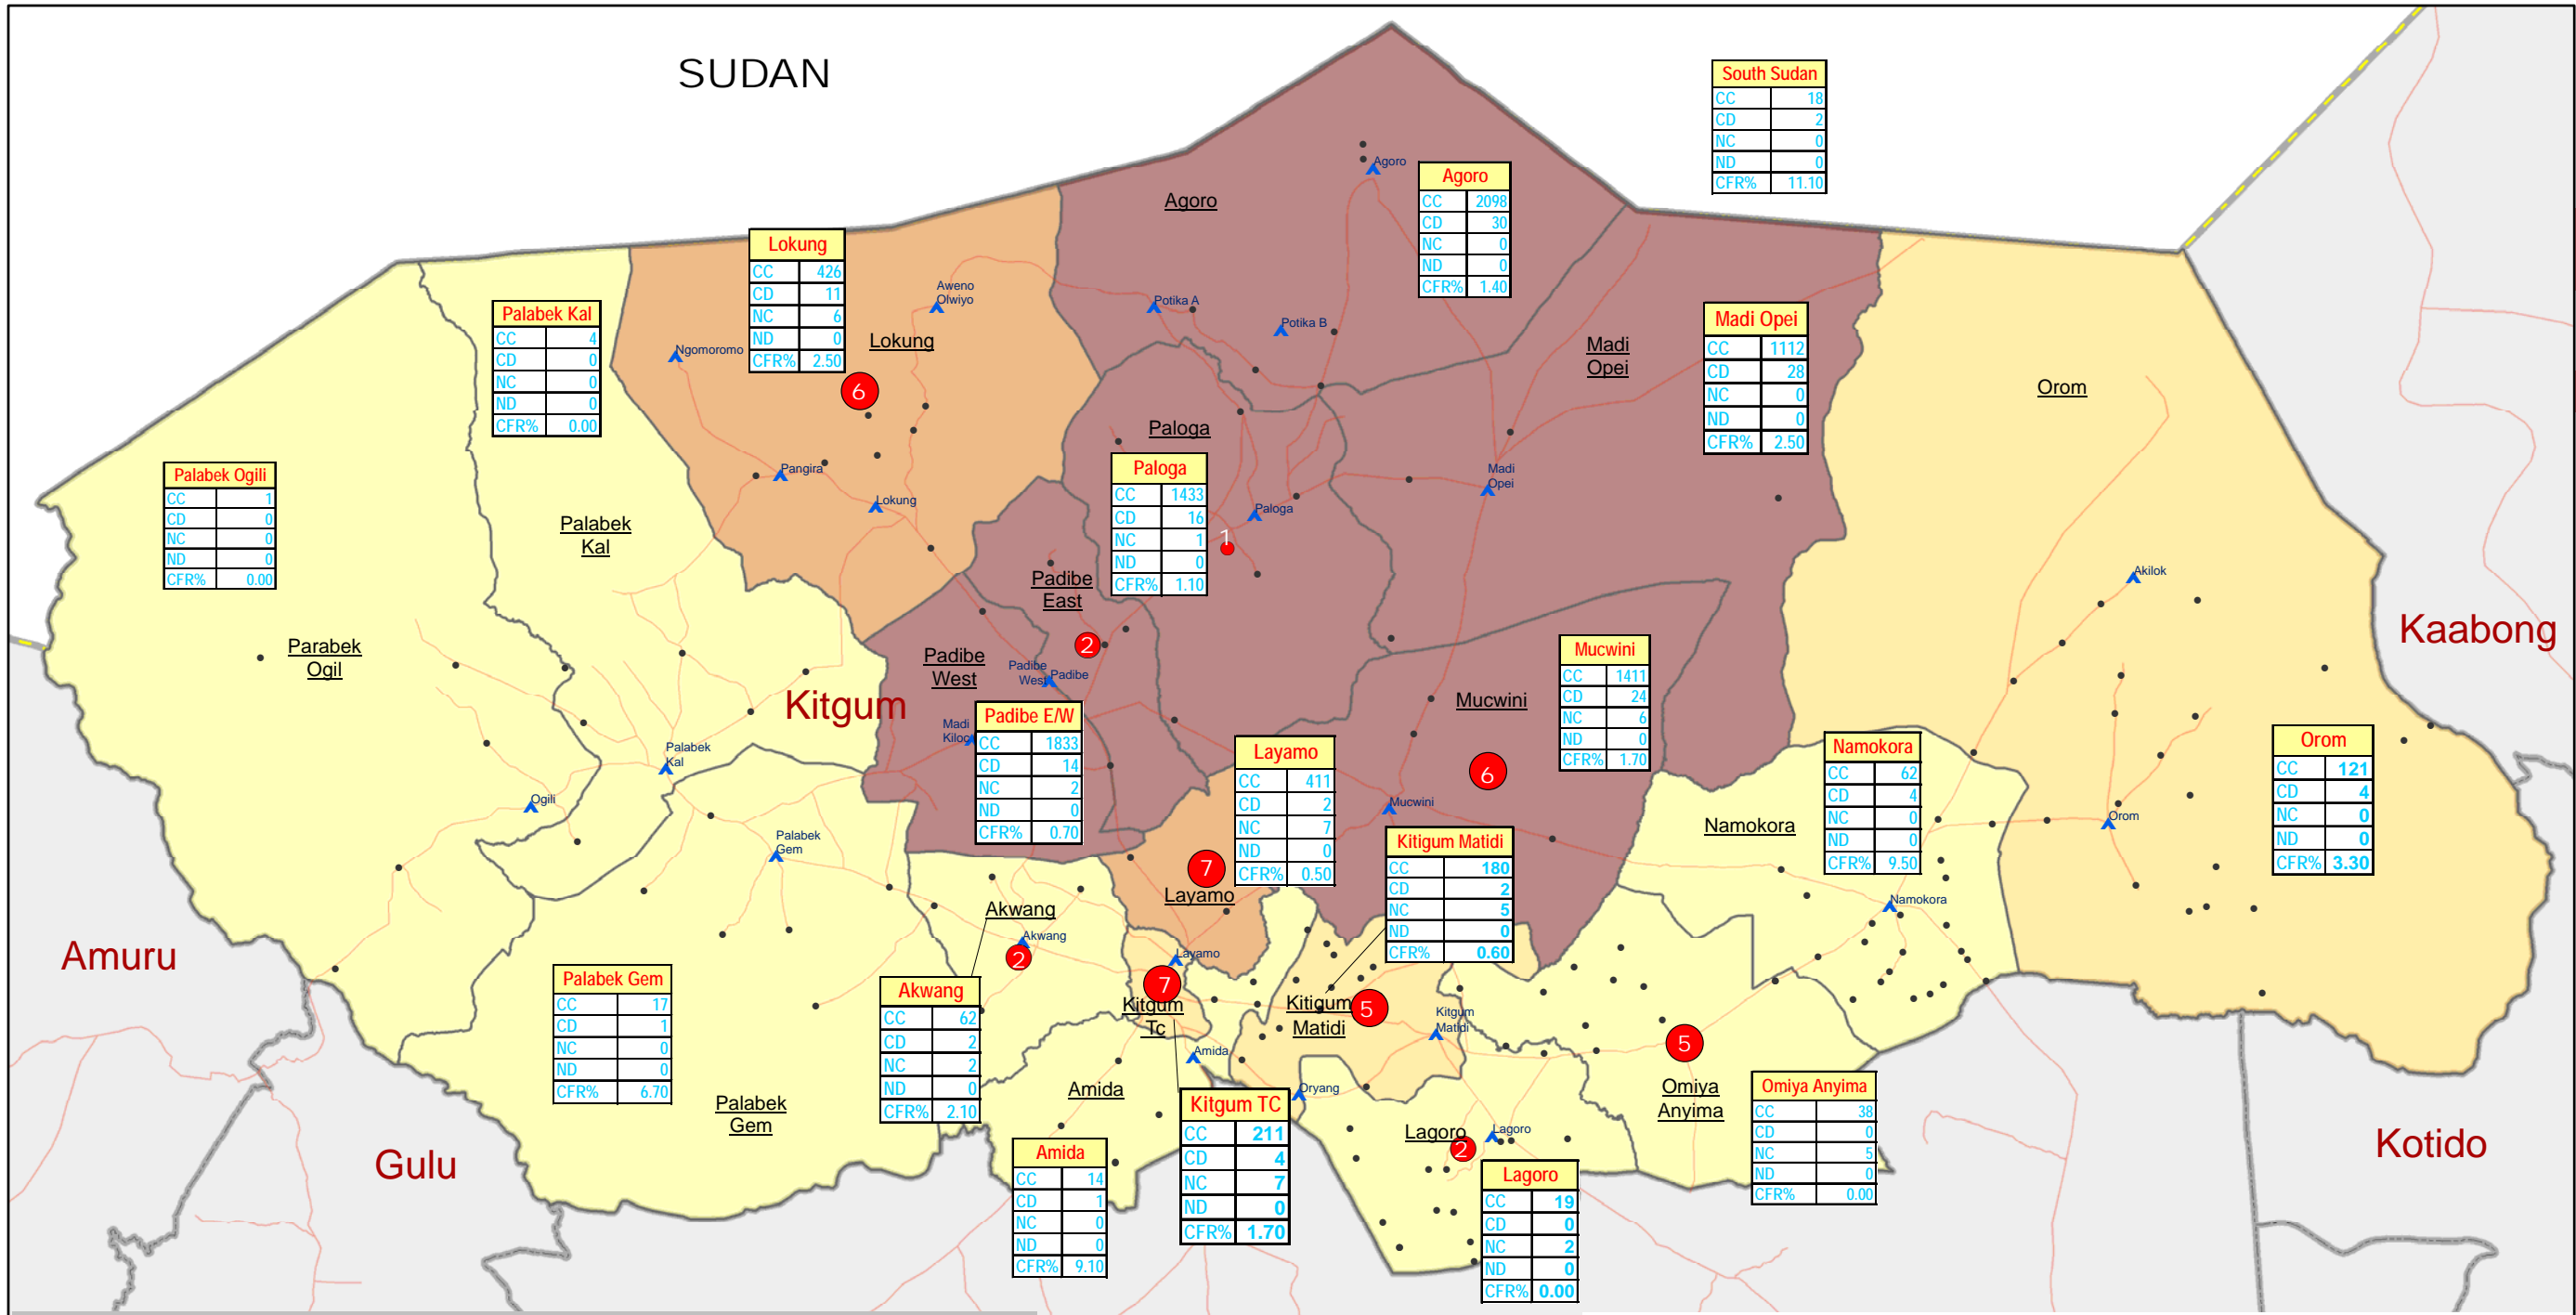 SUDAN
South Sudan
CC 18
CD 2
NC 0
ND 0
CFR% 11.10
Agoro
Agoro
Agoro
CC 2098
CD 30
NC 0
ND 0
CFR% 1.40
Lokung
CC 426
CD 11
NC 6
ND 0
CFR% 2.50
Aweno
Olwiyo
Lokung
Ngomoromo
6
Pangira
Lokung
Potika A
Potika B
Palabek Kal
CC 4
CD 0
NC 0
ND 0
CFR% 0.00
Madi
Opei
Madi Opei
CC 1112
CD 28
NC 0
ND 0
CFR% 2.50
Madi
Opei
Orom
Paloga
Paloga
CC 1433
CD 16
NC 1
ND 0
CFR% 1.10
Paloga
1
Palabek Ogili
CC 1
CD 0
NC 0
ND 0
CFR% 0.00
Palabek
Kal
Parabek
Ogil
Padibe
East
2
Padibe
West
Padibe
West
Padibe
Kitgum
Akilok
Kaabong
Mucwini
Mucwini
CC 1411
CD 24
NC 6
ND 0
CFR% 1.70
6
Mucwini
Madi
Padibe E/W
CC 1833
CD 14
NC 2
ND 0
CFR% 0.70
Layamo
CC 411
CD 2
NC 7
ND 0
CFR% 0.50
7
Layamo
Palabek
Kal
Ogili
Palabek
Gem
Namokora
Namokora
CC 62
CD 4
NC 0
ND 0
CFR% 9.50
Namokora
Orom
Orom
CC 121
CD 4
NC 0
ND 0
CFR% 3.30
Kitigum Matidi
CC 180
CD 2
NC 5
ND 0
CFR% 0.60
Akwang
Akwang
2
Layamo
7
Kitgum
Tc
Kitigum
Matidi
5
Kitgum
Matidi
Amuru
Palabek Gem
CC 17
CD 1
NC 0
ND 0
CFR% 6.70
Palabek
Gem
Akwang
CC 62
CD 2
NC 2
ND 0
CFR% 2.10
Amida
Amida
Oryang
5
Omiya
Anyima
Omiya Anyima
CC 38
CD 0
NC 5
ND 0
CFR% 0.00
Kitgum TC
CC 211
CD 4
NC 7
ND 0
CFR% 1.70
Lagoro
2
Lagoro
Gulu
Kotido
Amida
CC 14
CD 1
NC 0
ND 0
CFR% 9.10
Lagoro
CC 19
CD 0
NC 2
ND 0
CFR% 0.00